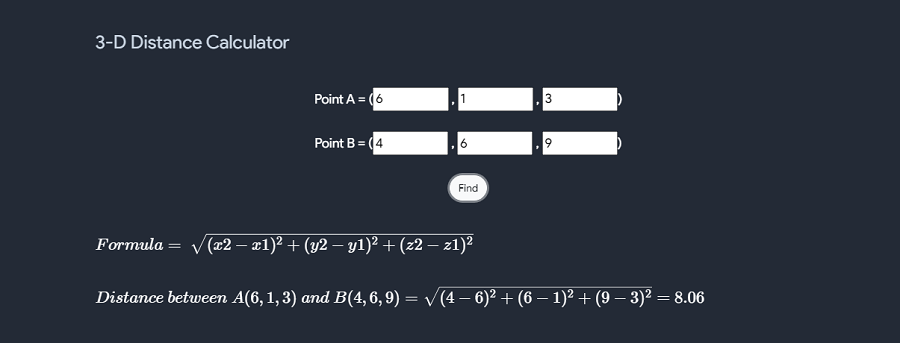 3-D Distance Calculator
Point A = (6, 1, 3)
Point B = (4, 6, 9)
Find
Formula = √(x2 − x1)² + (y2 − y1)² + (z2 − z1)²
Distance between A(6, 1, 3) and B(4, 6, 9) = √(4 − 6)² + (6 − 1)² + (9 − 3)² = 8.06